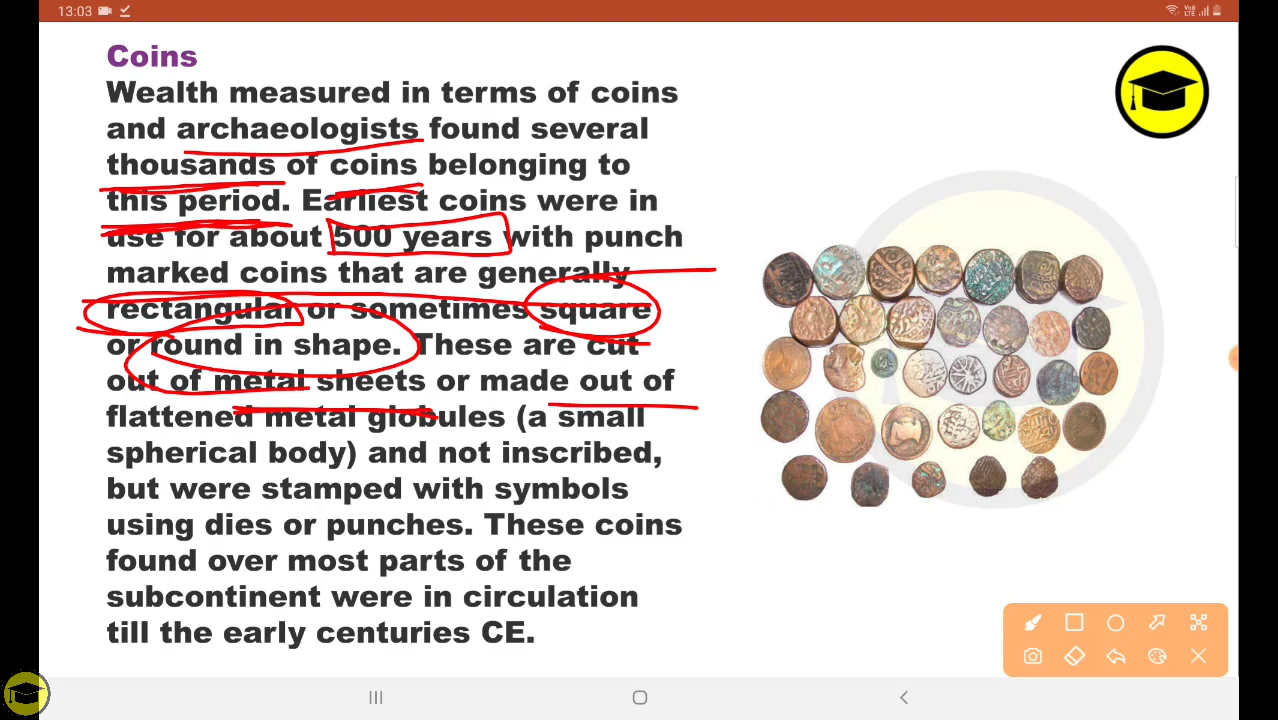 13:03
Vo) LTE
Coins
Wealth measured in terms of coins
and archaeologists found several
thousands of coins belonging to
this period. Earliest coins were in
use for about 500 years with punch
marked coins that are generally
rectangular or sometimes square
or round in shape. These are cut
out of metal sheets or made out of
flattened metal globules (a small
spherical body) and not inscribed,
but were stamped with symbols
using dies or punches. These coins
found over most parts of the
subcontinent were in circulation
till the early centuries CE.